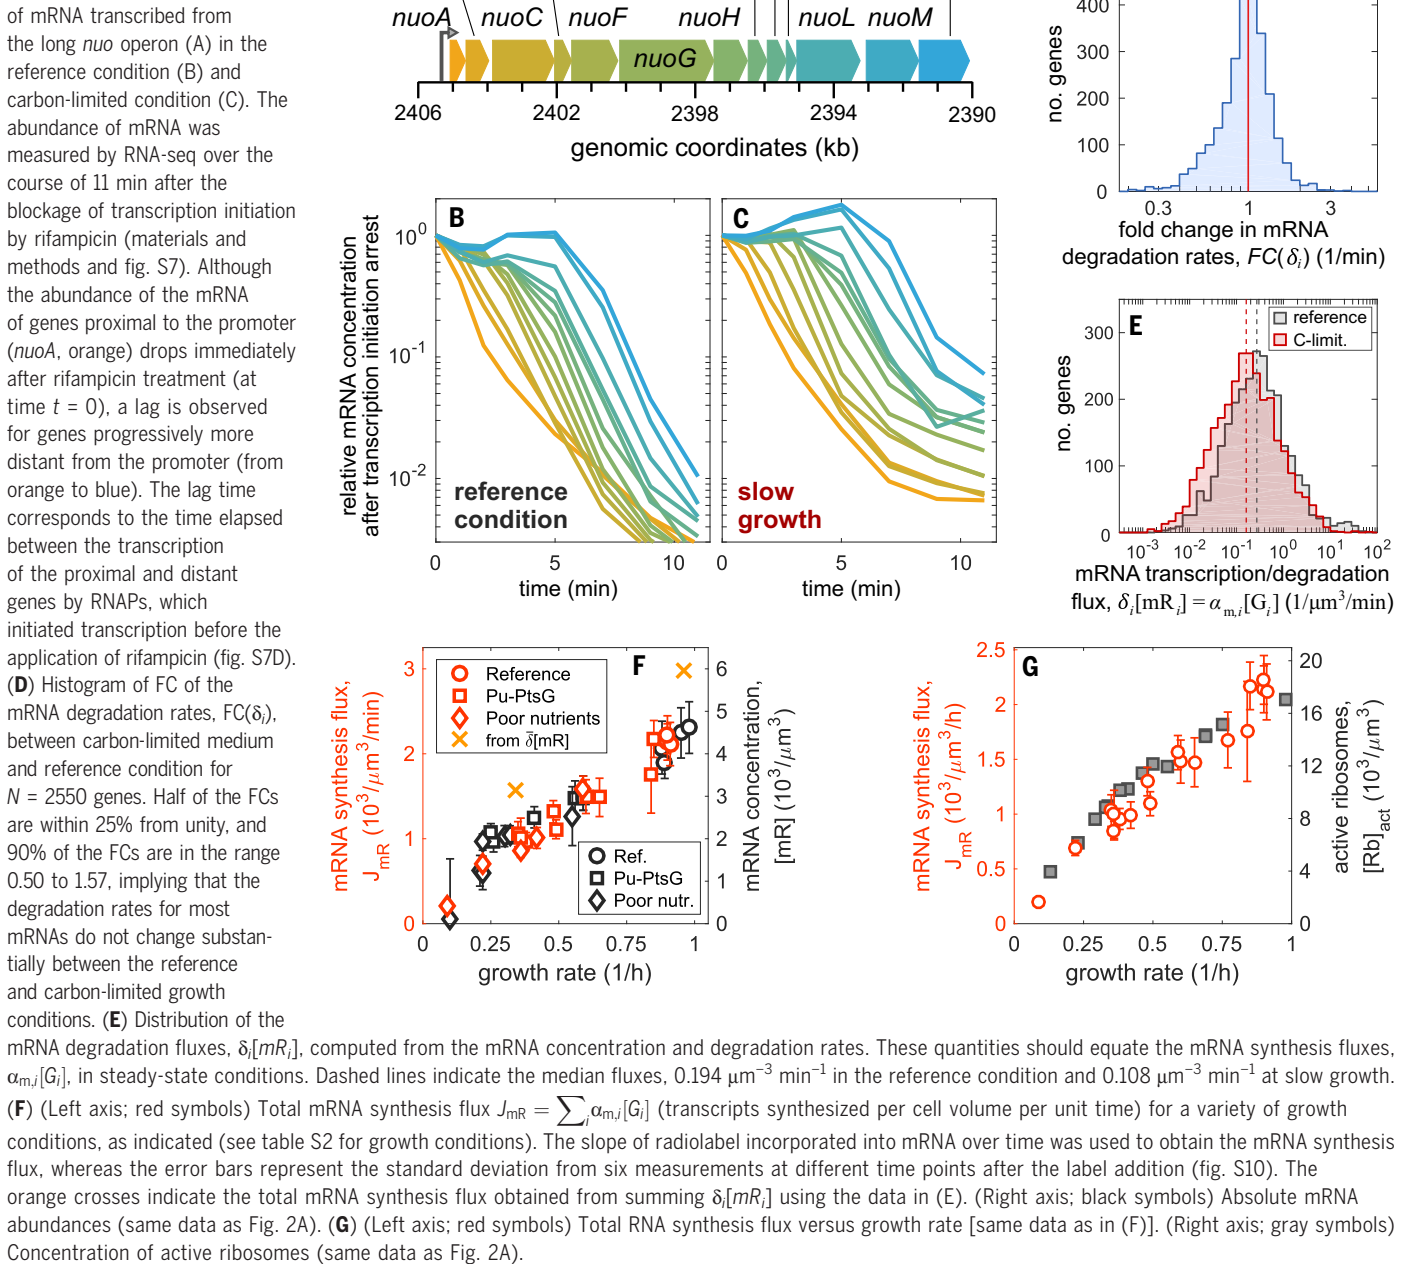 of mRNA transcribed from
the long nuo operon (A) in the
reference condition (B) and
carbon-limited condition (C). The
abundance of mRNA was
measured by RNA-seq over the
course of 11 min after the
blockage of transcription initiation
by rifampicin (materials and
methods and fig. S7). Although
the abundance of the mRNA
of genes proximal to the promoter
(nuoA, orange) drops immediately
after rifampicin treatment (at
time t = 0), a lag is observed
for genes progressively more
distant from the promoter (from
orange to blue). The lag time
corresponds to the time elapsed
between the transcription
of the proximal and distant
genes by RNAPs, which
initiated transcription before the
application of rifampicin (fig. S7D).
(D) Histogram of FC of the
mRNA degradation rates, FC(δi),
between carbon-limited medium
and reference condition for
N = 2550 genes. Half of the FCs
are within 25% from unity, and
90% of the FCs are in the range
0.50 to 1.57, implying that the
degradation rates for most
mRNAs do not change substan-
tially between the reference
and carbon-limited growth
conditions. (E) Distribution of the
mRNA degradation fluxes, δi[mRi], computed from the mRNA concentration and degradation rates. These quantities should equate the mRNA synthesis fluxes,
αm,i[Gi], in steady-state conditions. Dashed lines indicate the median fluxes, 0.194 μm⁻³ min⁻¹ in the reference condition and 0.108 μm⁻³ min⁻¹ at slow growth.
(F) (Left axis; red symbols) Total mRNA synthesis flux JmR = ∑i αm,i[Gi] (transcripts synthesized per cell volume per unit time) for a variety of growth
conditions, as indicated (see table S2 for growth conditions). The slope of radiolabel incorporated into mRNA over time was used to obtain the mRNA synthesis
flux, whereas the error bars represent the standard deviation from six measurements at different time points after the label addition (fig. S10). The
orange crosses indicate the total mRNA synthesis flux obtained from summing δi[mRi] using the data in (E). (Right axis; black symbols) Absolute mRNA
abundances (same data as Fig. 2A). (G) (Left axis; red symbols) Total RNA synthesis flux versus growth rate [same data as in (F)]. (Right axis; gray symbols)
Concentration of active ribosomes (same data as Fig. 2A).
nuoA nuoC nuoF nuoH nuoL nuoM
nuoG
2406 2402 2398 2394 2390
genomic coordinates (kb)
no. genes
400
300
200
100
0
0.3 1 3
fold change in mRNA
degradation rates, FC(δi) (1/min)
relative mRNA concentration
after transcription initiation arrest
10⁰
10⁻¹
10⁻²
B
reference
condition
0 5 10
time (min)
C
slow
growth
0 5 10
time (min)
E
reference
C-limit.
no. genes
300
200
100
0
10⁻³ 10⁻² 10⁻¹ 10⁰ 10¹ 10²
mRNA transcription/degradation
flux, δi[mRi] = αm,i[Gi] (1/μm³/min)
F
mRNA synthesis flux,
JmR (10³/μm³/min)
3
2
1
0
Reference
Pu-PtsG
Poor nutrients
from δ̄[mR]
Ref.
Pu-PtsG
Poor nutr.
6
5
4
3
2
1
0
mRNA concentration,
[mR] (10³/μm³)
0 0.25 0.5 0.75 1
growth rate (1/h)
G
mRNA synthesis flux,
JmR (10³/μm³/h)
2.5
2
1.5
1
0.5
0
20
16
12
8
4
0
active ribosomes,
[Rb]act (10³/μm³)
0 0.25 0.5 0.75 1
growth rate (1/h)